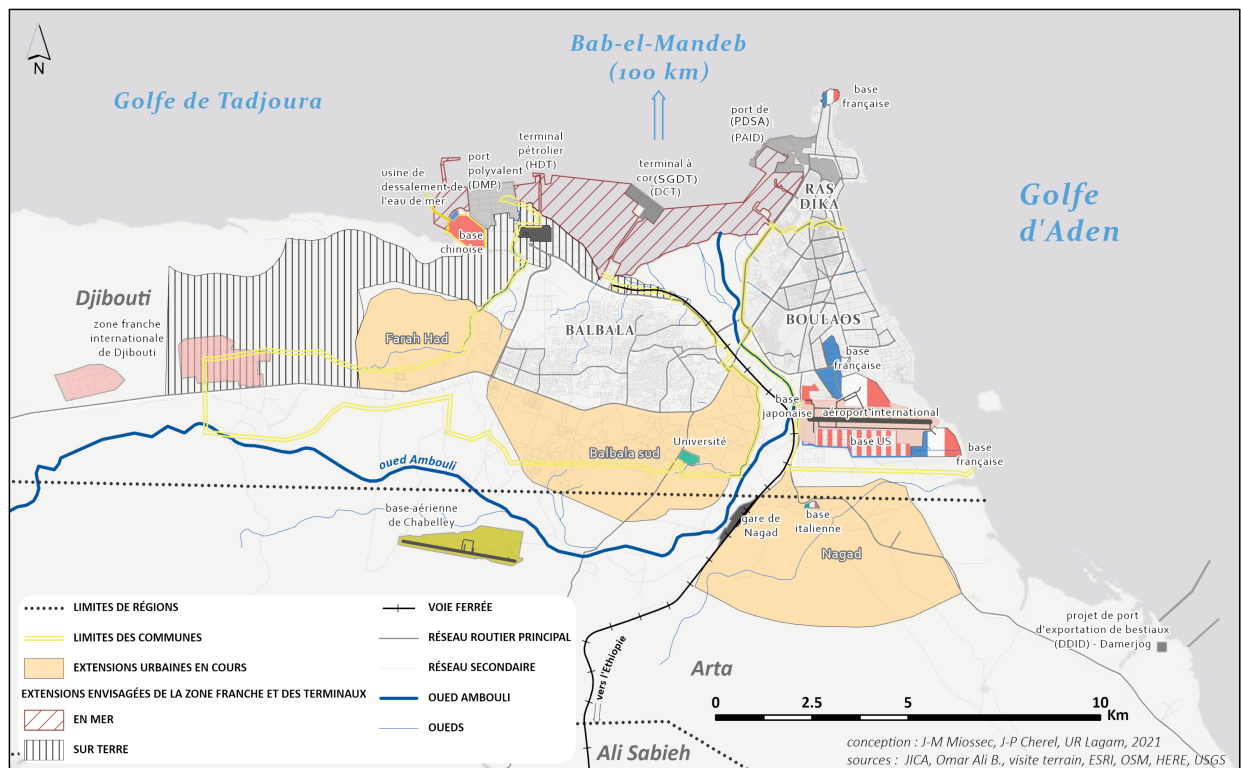 N
Bab-el-Mandeb
(100 km)
Golfe de Tadjoura
base
française
port de
(PDSA)
(PAID)
terminal
pétrolier
(HDT)
port
polyvalent
(DMP)
terminal à
cor(SGDT)
(DCT)
usine de
dessalement de
l'eau de mer
RAS
DIKA
Golfe
d'Aden
base
chinoise
Djibouti
zone franche
internationale
de Djibouti
Farah Had
BALBALA
BOULAOS
base
française
base
japonaise
aéroport international
base US
base
française
Université
Balbala sud
oued Ambouli
base-aérienne
de Chabelley
gare de
Nagad
base
italienne
Nagad
projet de port
d'exportation de bestiaux
(DDID) - Damerjog
Arta
vers l'Ethiopie
Ali Sabieh
LIMITES DE RÉGIONS
LIMITES DES COMMUNES
EXTENSIONS URBAINES EN COURS
EXTENSIONS ENVISAGÉES DE LA ZONE FRANCHE ET DES TERMINAUX
EN MER
SUR TERRE
VOIE FERRÉE
RÉSEAU ROUTIER PRINCIPAL
RÉSEAU SECONDAIRE
OUED AMBOULI
OUEDS
0 2.5 5 10
Km
conception : J-M Miossec, J-P Cherel, UR Lagam, 2021
sources : JICA, Omar Ali B., visite terrain, ESRI, OSM, HERE, USGS